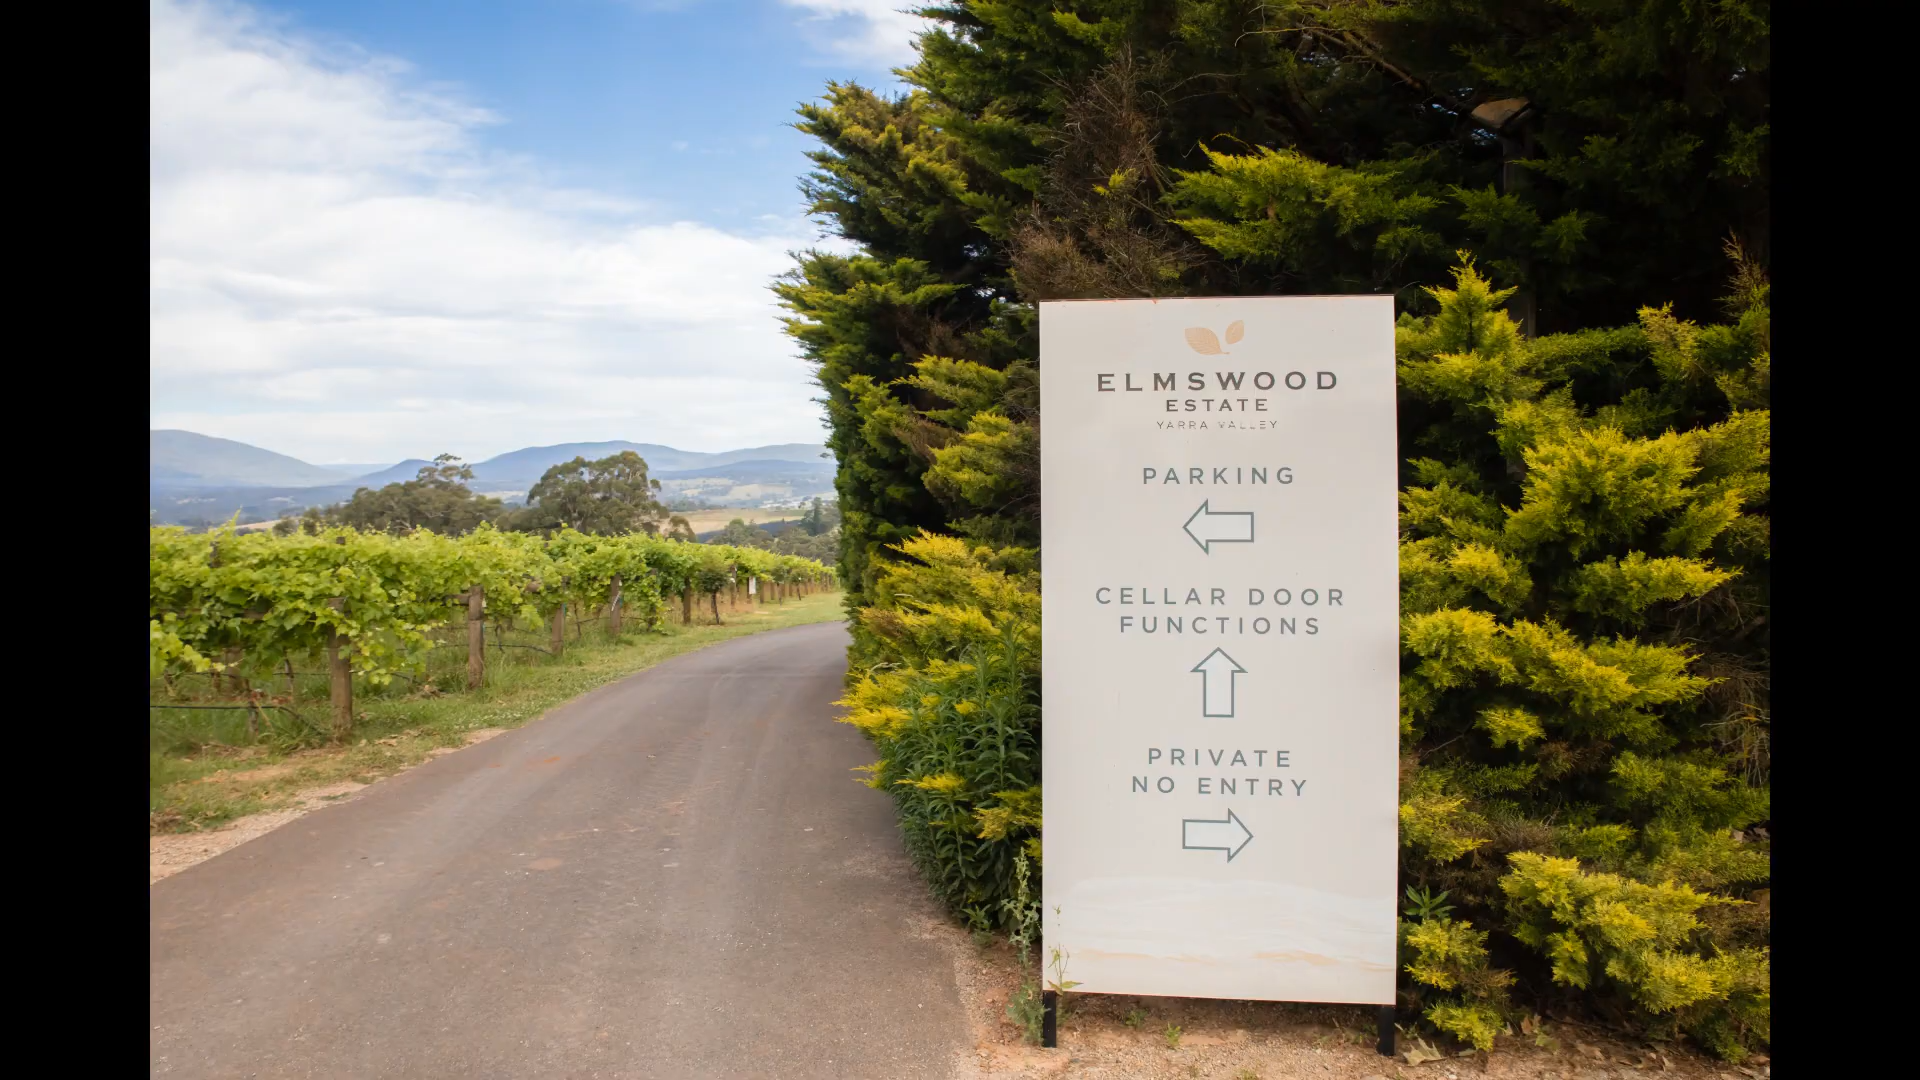 ELMSWOOD
ESTATE
YARRA VALLEY
PARKING
CELLAR DOOR
FUNCTIONS
PRIVATE
NO ENTRY